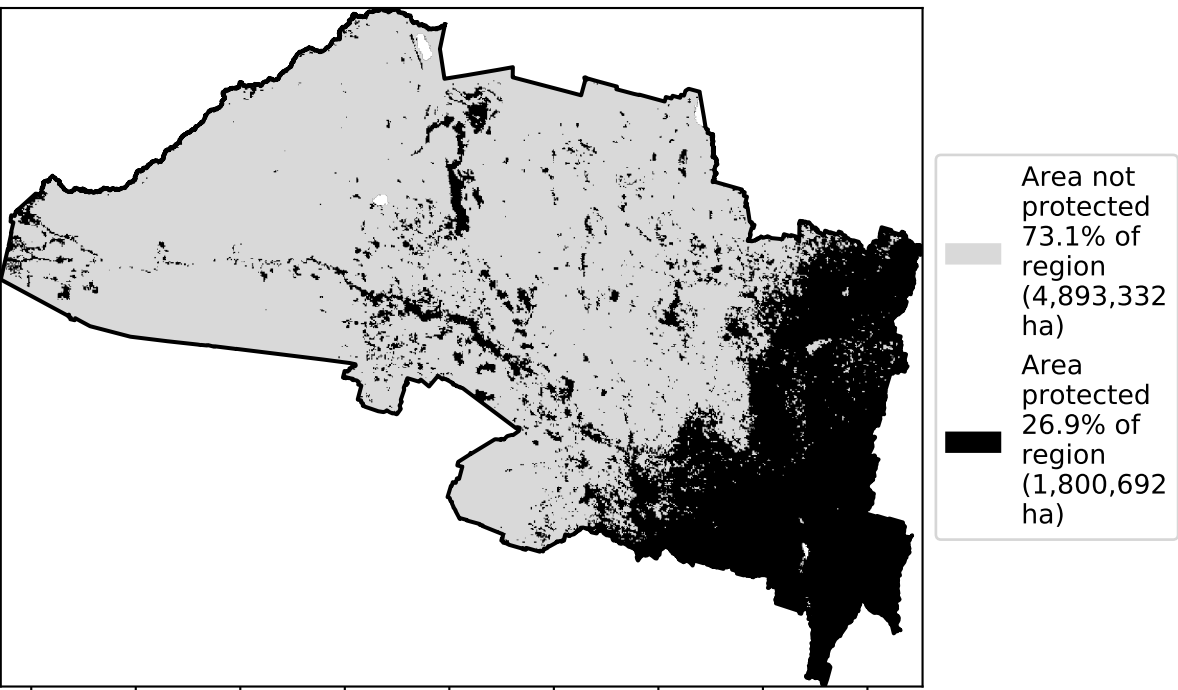 Area not
protected
73.1% of
region
(4,893,332
ha)
Area
protected
26.9% of
region
(1,800,692
ha)